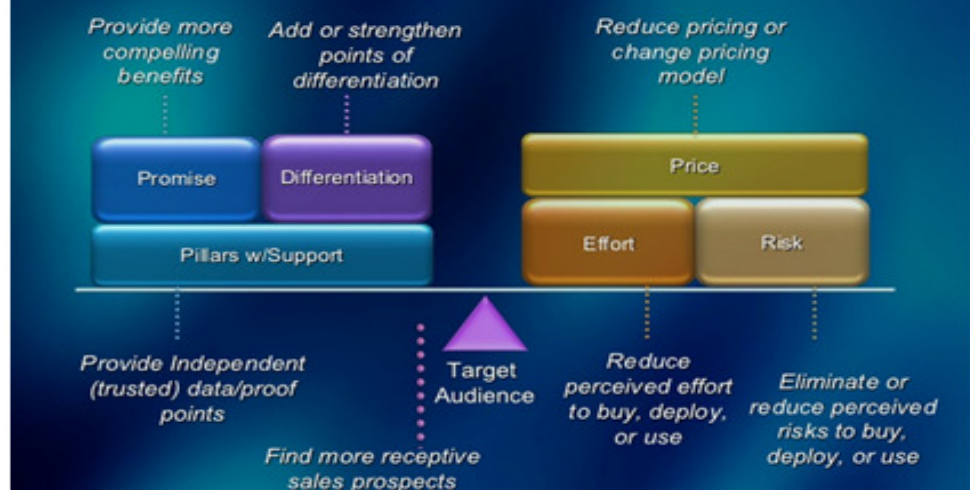 Provide more
compelling
benefits
Add or strengthen
points of
differentiation
Reduce pricing or
change pricing
model
Promise
Differentiation
Price
Pillars w/Support
Effort
Risk
Provide Independent
(trusted) data/proof
points
Target
Audience
Find more receptive
sales prospects
Reduce
perceived effort
to buy, deploy,
or use
Eliminate or
reduce perceived
risks to buy,
deploy, or use